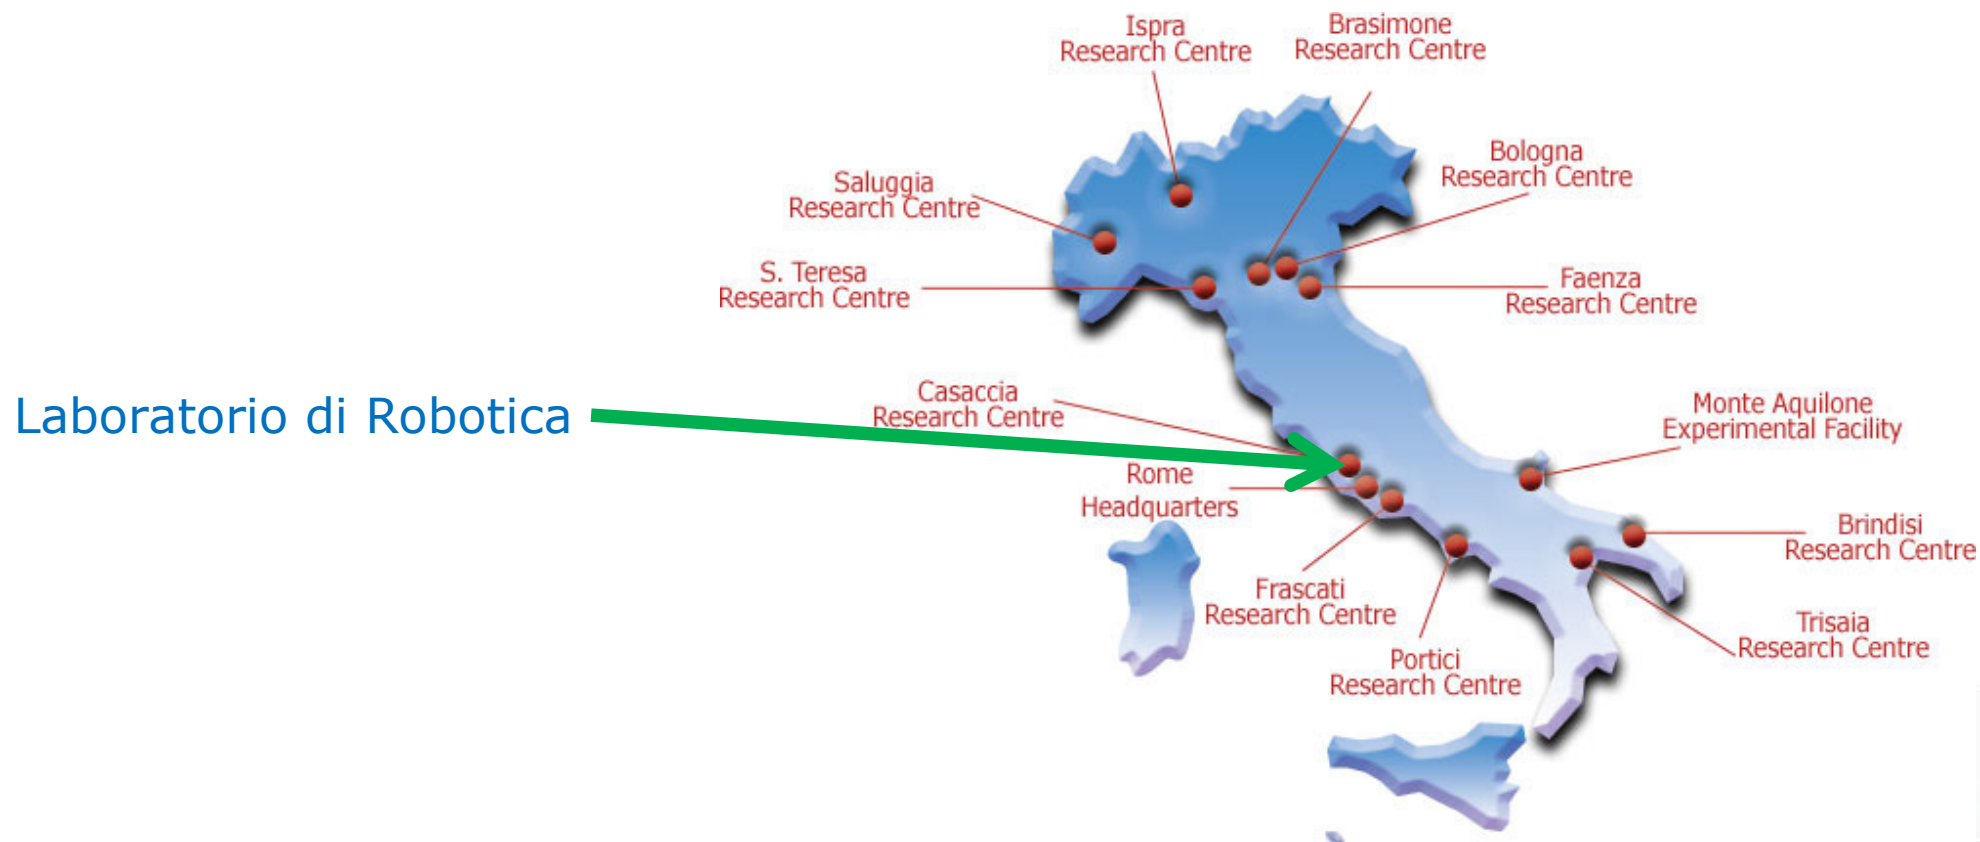 Ispra
Research Centre
Brasimone
Research Centre
Bologna
Research Centre
Saluggia
Research Centre
S. Teresa
Research Centre
Faenza
Research Centre
Laboratorio di Robotica
Casaccia
Research Centre
Monte Aquilone
Experimental Facility
Rome
Headquarters
Brindisi
Research Centre
Frascati
Research Centre
Trisaia
Research Centre
Portici
Research Centre